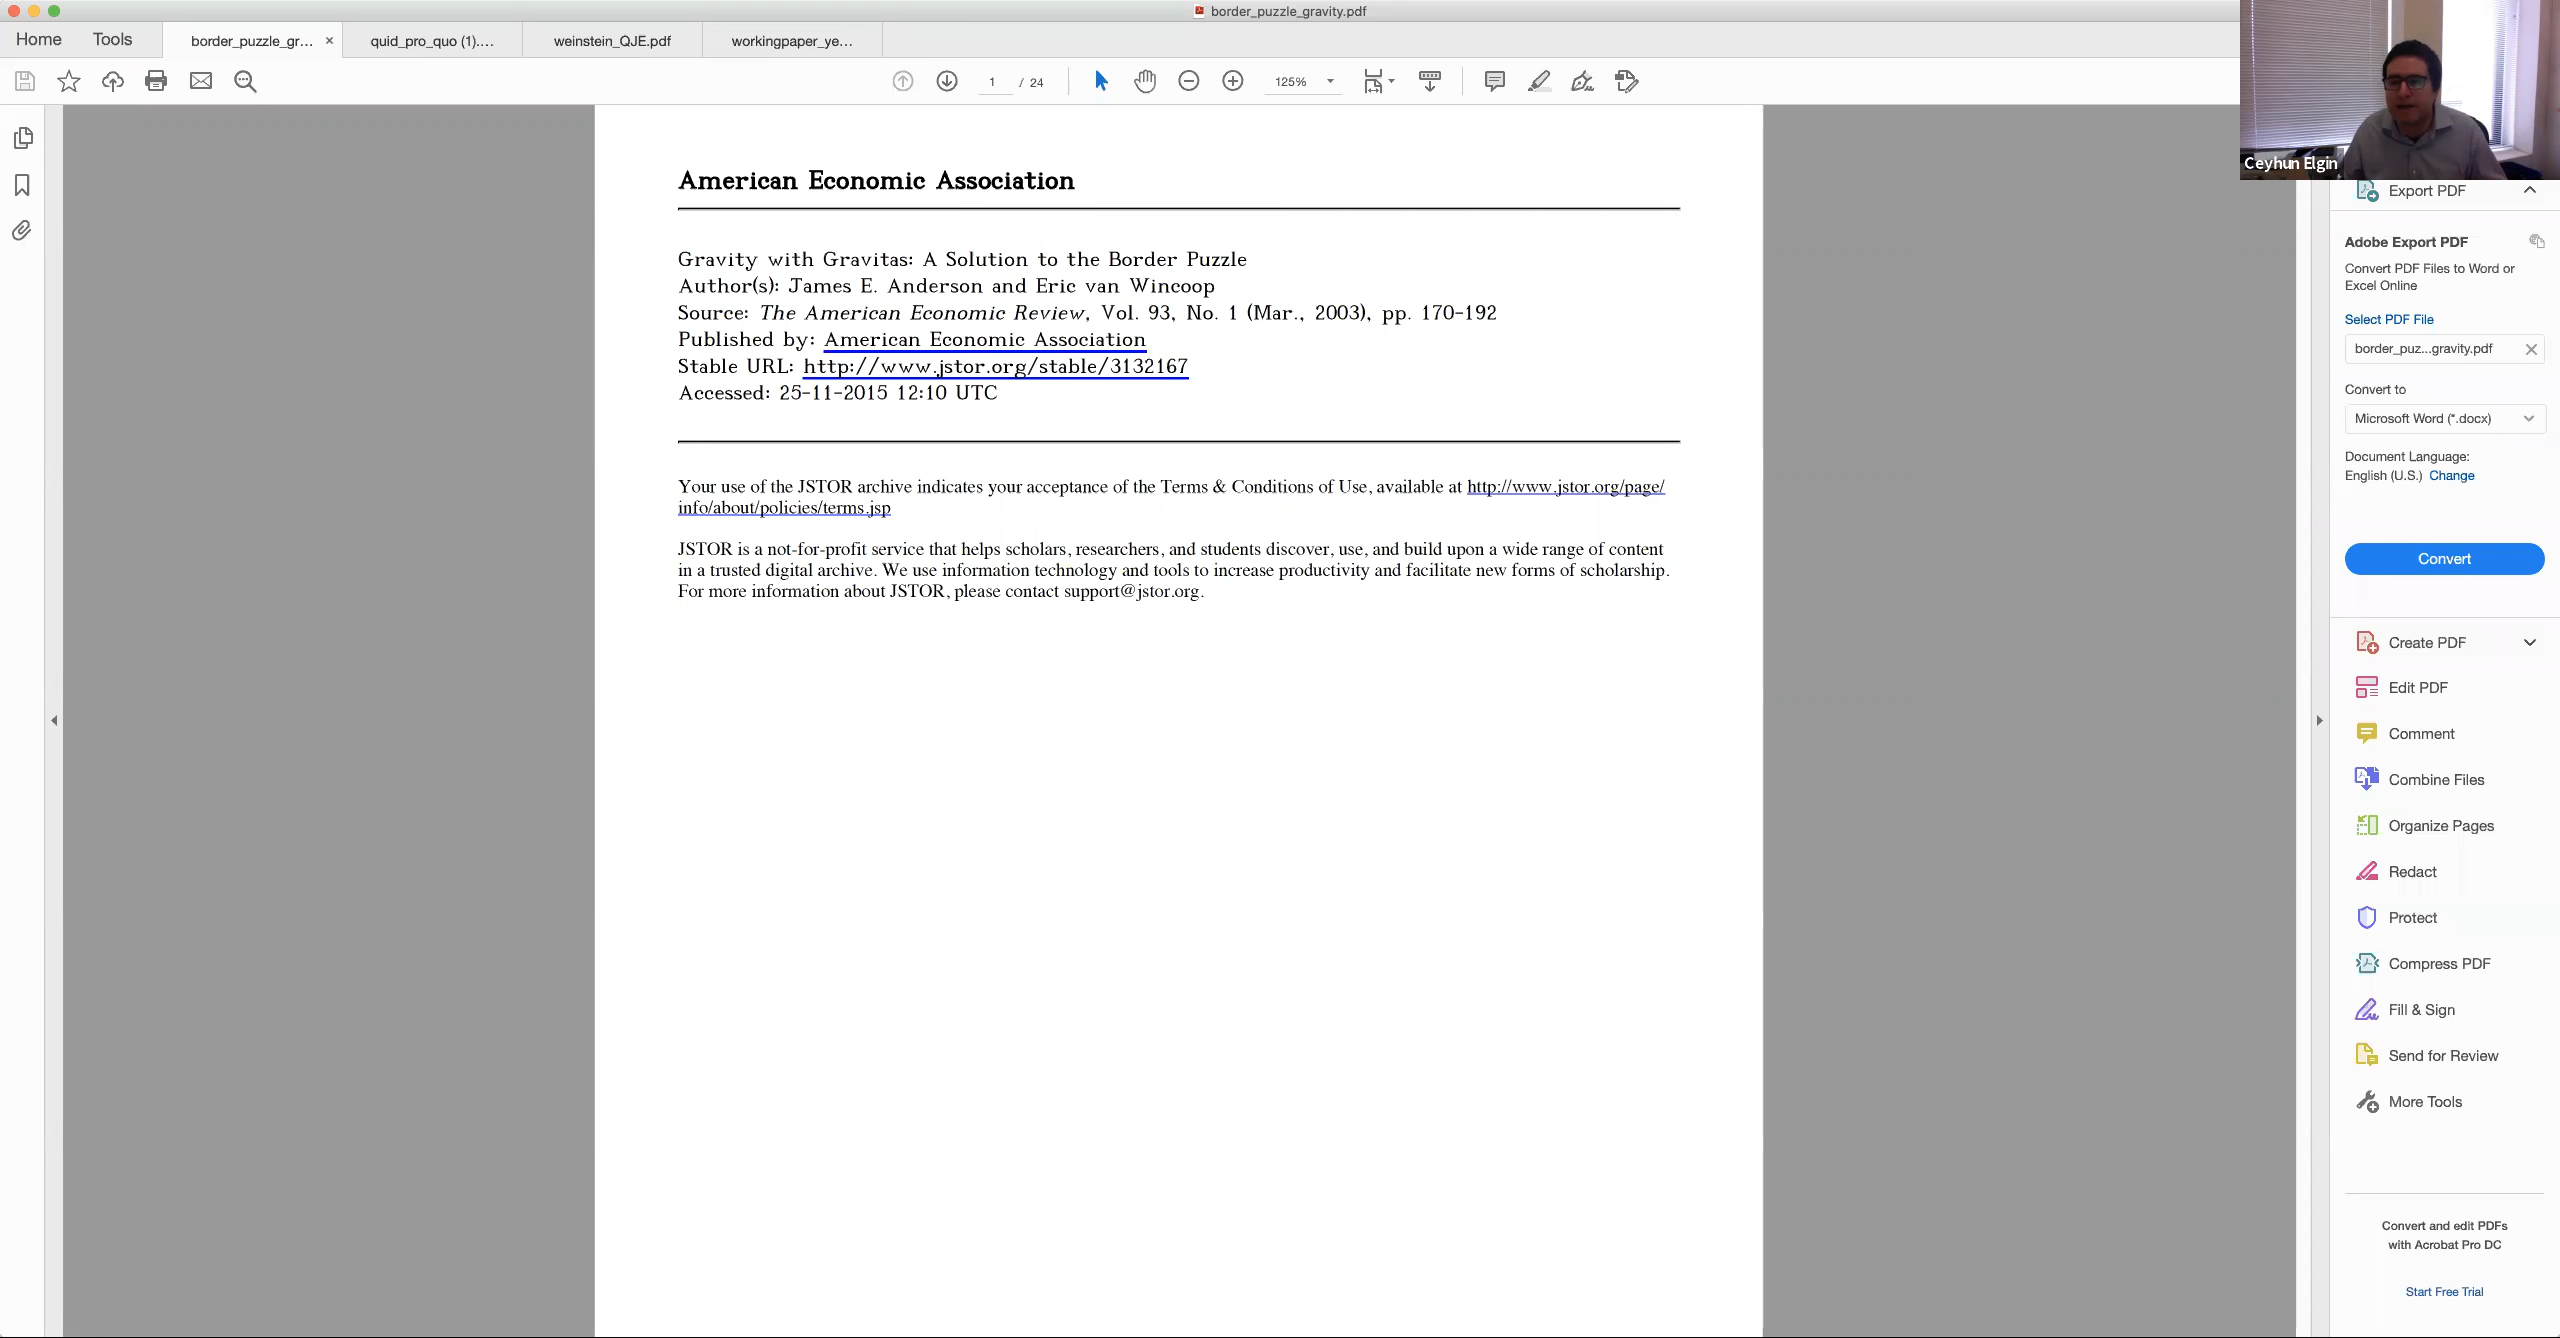 border_puzzle_gravity.pdf
Home Tools border_puzzle_gr... × quid_pro_quo (1).... weinstein_QJE.pdf workingpaper_ye...
1 / 24 125%
Ceyhun Elgin
American Economic Association
Gravity with Gravitas: A Solution to the Border Puzzle
Author(s): James E. Anderson and Eric van Wincoop
Source: The American Economic Review, Vol. 93, No. 1 (Mar., 2003), pp. 170-192
Published by: American Economic Association
Stable URL: http://www.jstor.org/stable/3132167
Accessed: 25-11-2015 12:10 UTC
Your use of the JSTOR archive indicates your acceptance of the Terms & Conditions of Use, available at http://www.jstor.org/page/
info/about/policies/terms.jsp
JSTOR is a not-for-profit service that helps scholars, researchers, and students discover, use, and build upon a wide range of content
in a trusted digital archive. We use information technology and tools to increase productivity and facilitate new forms of scholarship.
For more information about JSTOR, please contact support@jstor.org.
Export PDF
Adobe Export PDF
Convert PDF Files to Word or
Excel Online
Select PDF File
border_puz...gravity.pdf
Convert to
Microsoft Word (*.docx)
Document Language:
English (U.S.) Change
Convert
Create PDF
Edit PDF
Comment
Combine Files
Organize Pages
Redact
Protect
Compress PDF
Fill & Sign
Send for Review
More Tools
Convert and edit PDFs
with Acrobat Pro DC
Start Free Trial